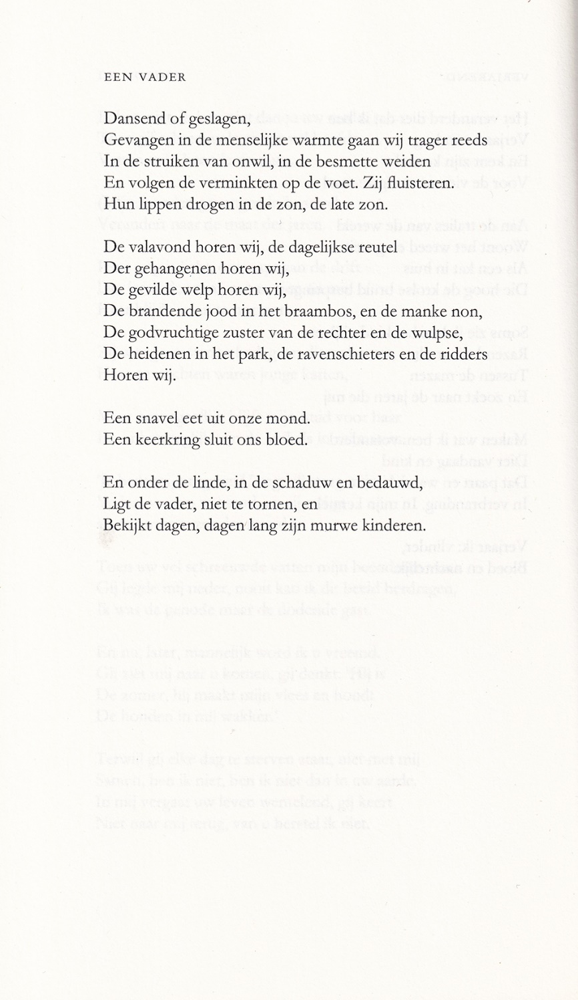 EEN VADER
Dansend of geslagen,
Gevangen in de menselijke warmte gaan wij trager reeds
In de struiken van onwil, in de besmette weiden
En volgen de verminkten op de voet. Zij fluisteren.
Hun lippen drogen in de zon, de late zon.
De valavond horen wij, de dagelijkse reutel
Der gehangenen horen wij,
De gevilde welp horen wij,
De brandende jood in het braambos, en de manke non,
De godvruchtige zuster van de rechter en de wulpse,
De heidenen in het park, de ravenschieters en de ridders
Horen wij.
Een snavel eet uit onze mond.
Een keerkring sluit ons bloed.
En onder de linde, in de schaduw en bedauwd,
Ligt de vader, niet te tornen, en
Bekijkt dagen, dagen lang zijn murwe kinderen.